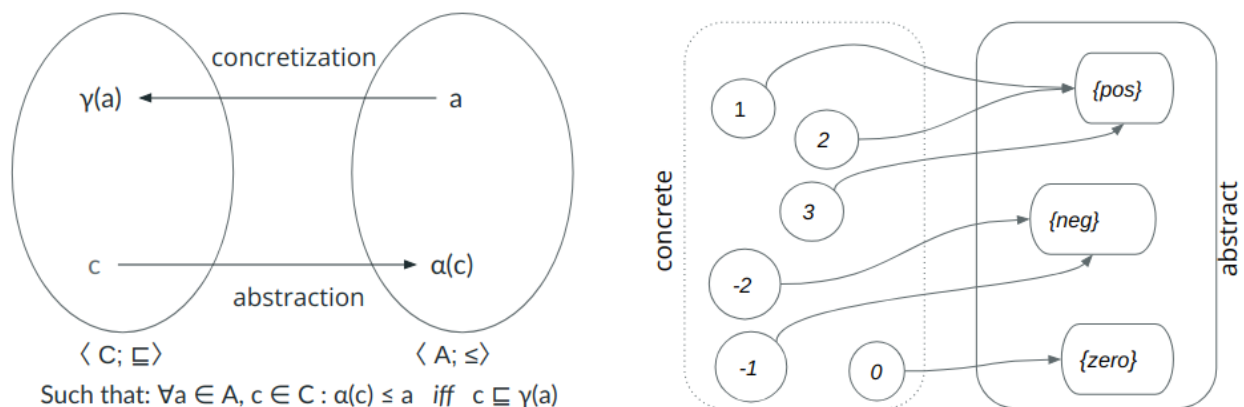 concretization
γ(a)
a
c
α(c)
abstraction
〈 C; ⊑〉
〈 A; ≤〉
Such that: ∀a ∈ A, c ∈ C : α(c) ≤ a iff c ⊑ γ(a)
concrete
1
2
3
-2
-1
0
{pos}
{neg}
{zero}
abstract